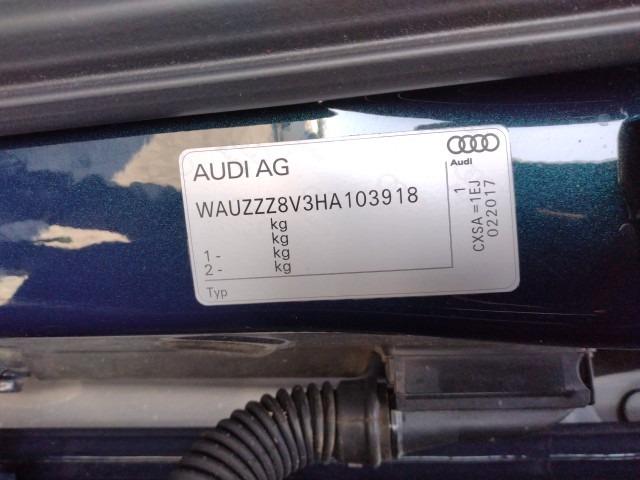 AUDI AG
Audi
WAUZZZ8V3HA103918
kg
kg
1 - kg
2 - kg
Typ
1
CXSA =1EJ
022017